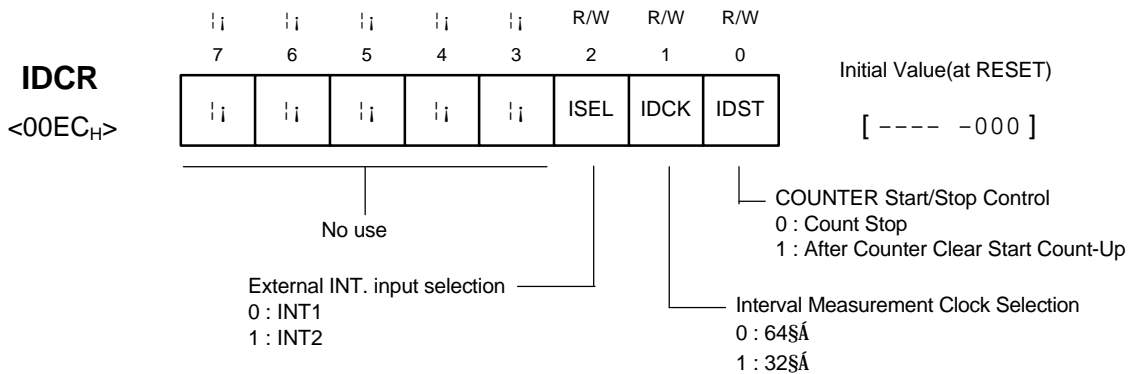 ¦¡ ¦¡ ¦¡ ¦¡ ¦¡ R/W R/W R/W
7 6 5 4 3 2 1 0
IDCR
<00ECH>
¦¡ ¦¡ ¦¡ ¦¡ ¦¡ ISEL IDCK IDST
Initial Value(at RESET)
[ ---- -000 ]
No use
COUNTER Start/Stop Control
0 : Count Stop
1 : After Counter Clear Start Count-Up
External INT. input selection
0 : INT1
1 : INT2
Interval Measurement Clock Selection
0 : 64§Á
1 : 32§Á